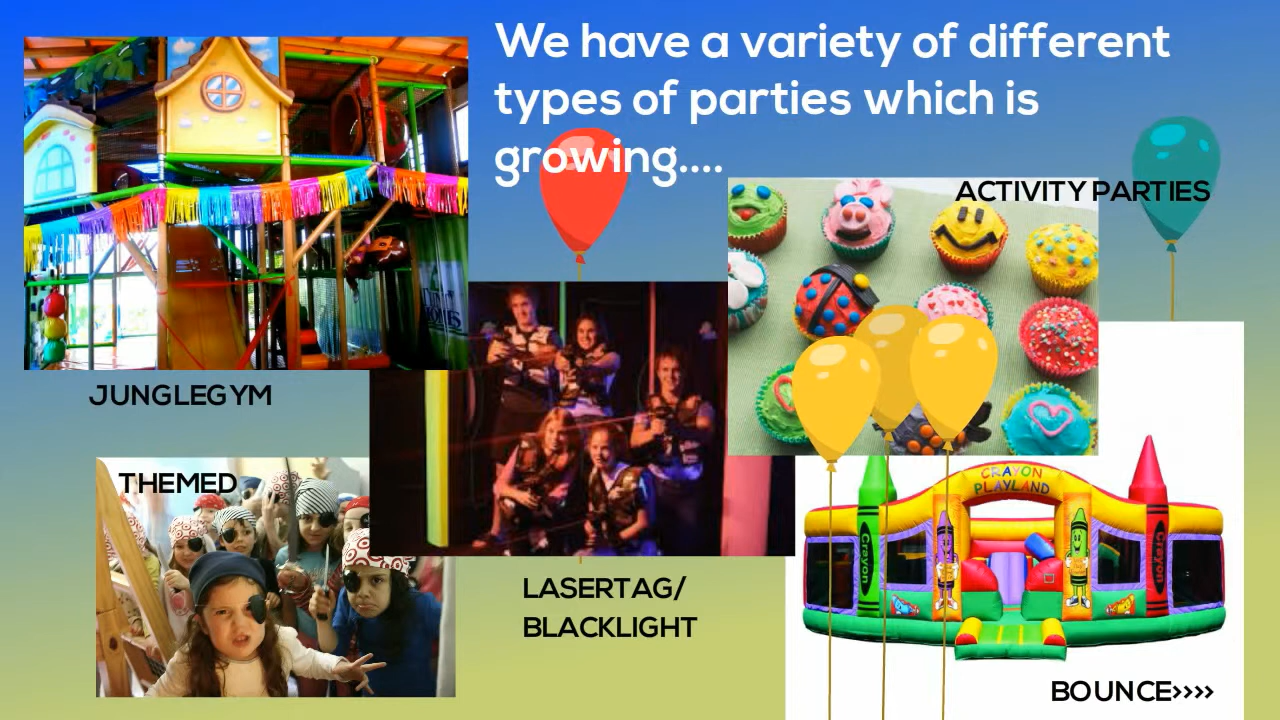 We have a variety of different
types of parties which is
growing....
ACTIVITY PARTIES
JUNGLEGYM
THEMED
CRAYON
PLAYLAND
Crayon
Crayon
LASERTAG/
BLACKLIGHT
BOUNCE>>>>